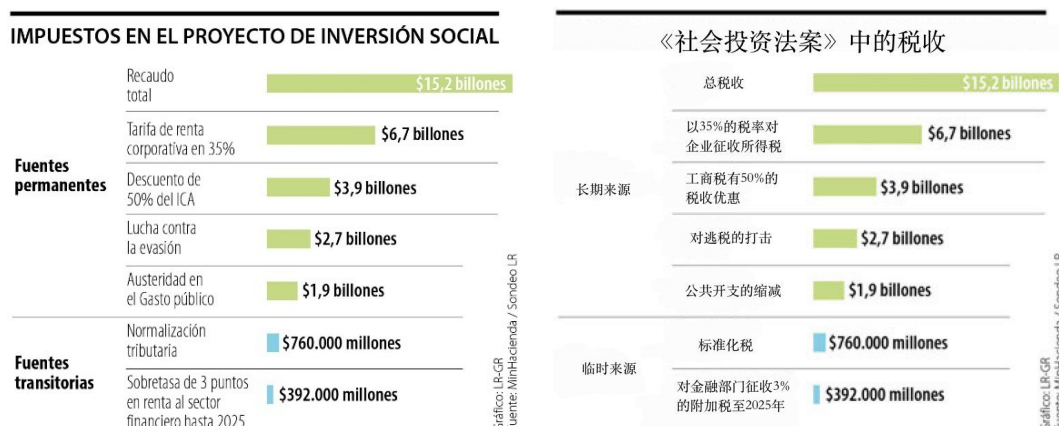 IMPUESTOS EN EL PROYECTO DE INVERSIÓN SOCIAL
Recaudo
total
$15,2 billones
Fuentes
permanentes
Tarifa de renta
corporativa en 35%
$6,7 billones
Descuento de
50% del ICA
$3,9 billones
Lucha contra
la evasión
$2,7 billones
Austeridad en
el Gasto público
$1,9 billones
Fuentes
transitorias
Normalización
tributaria
$760.000 millones
Sobretasa de 3 puntos
en renta al sector
financiero hasta 2025
$392.000 millones
Gráfico: LR-GR
Fuente: MinHacienda / Sondeo LR
《社会投资法案》中的税收
总税收
$15,2 billones
长期来源
以35%的税率对
企业征收所得税
$6,7 billones
工商税有50%的
税收优惠
$3,9 billones
对逃税的打击
$2,7 billones
公共开支的缩减
$1,9 billones
临时来源
标准化税
$760.000 millones
对金融部门征收3%
的附加税至2025年
$392.000 millones
Gráfico: LR-GR
Fuente: MinHacienda / Sondeo LR